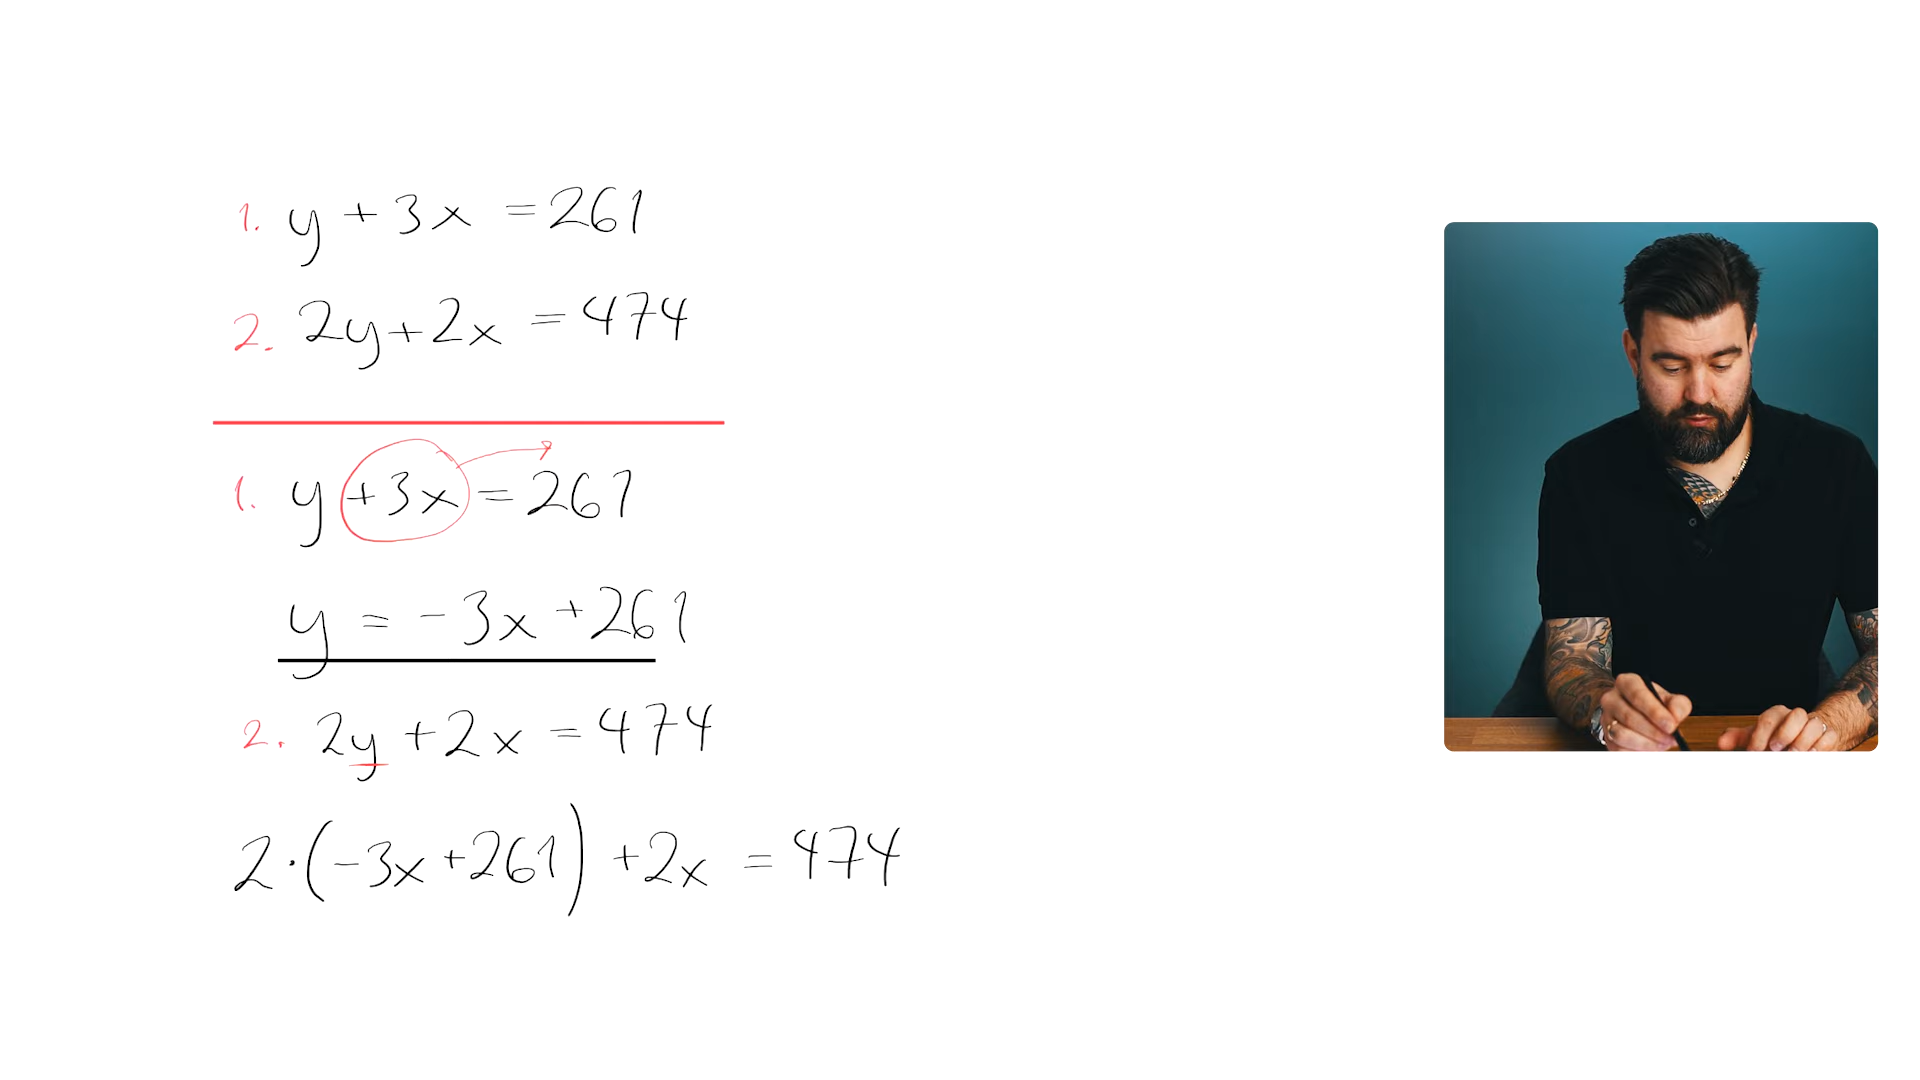 1. y + 3x = 261
2. 2y + 2x = 474
1. y + 3x = 261
y = -3x + 261
2. 2y + 2x = 474
2·(-3x + 261) + 2x = 474